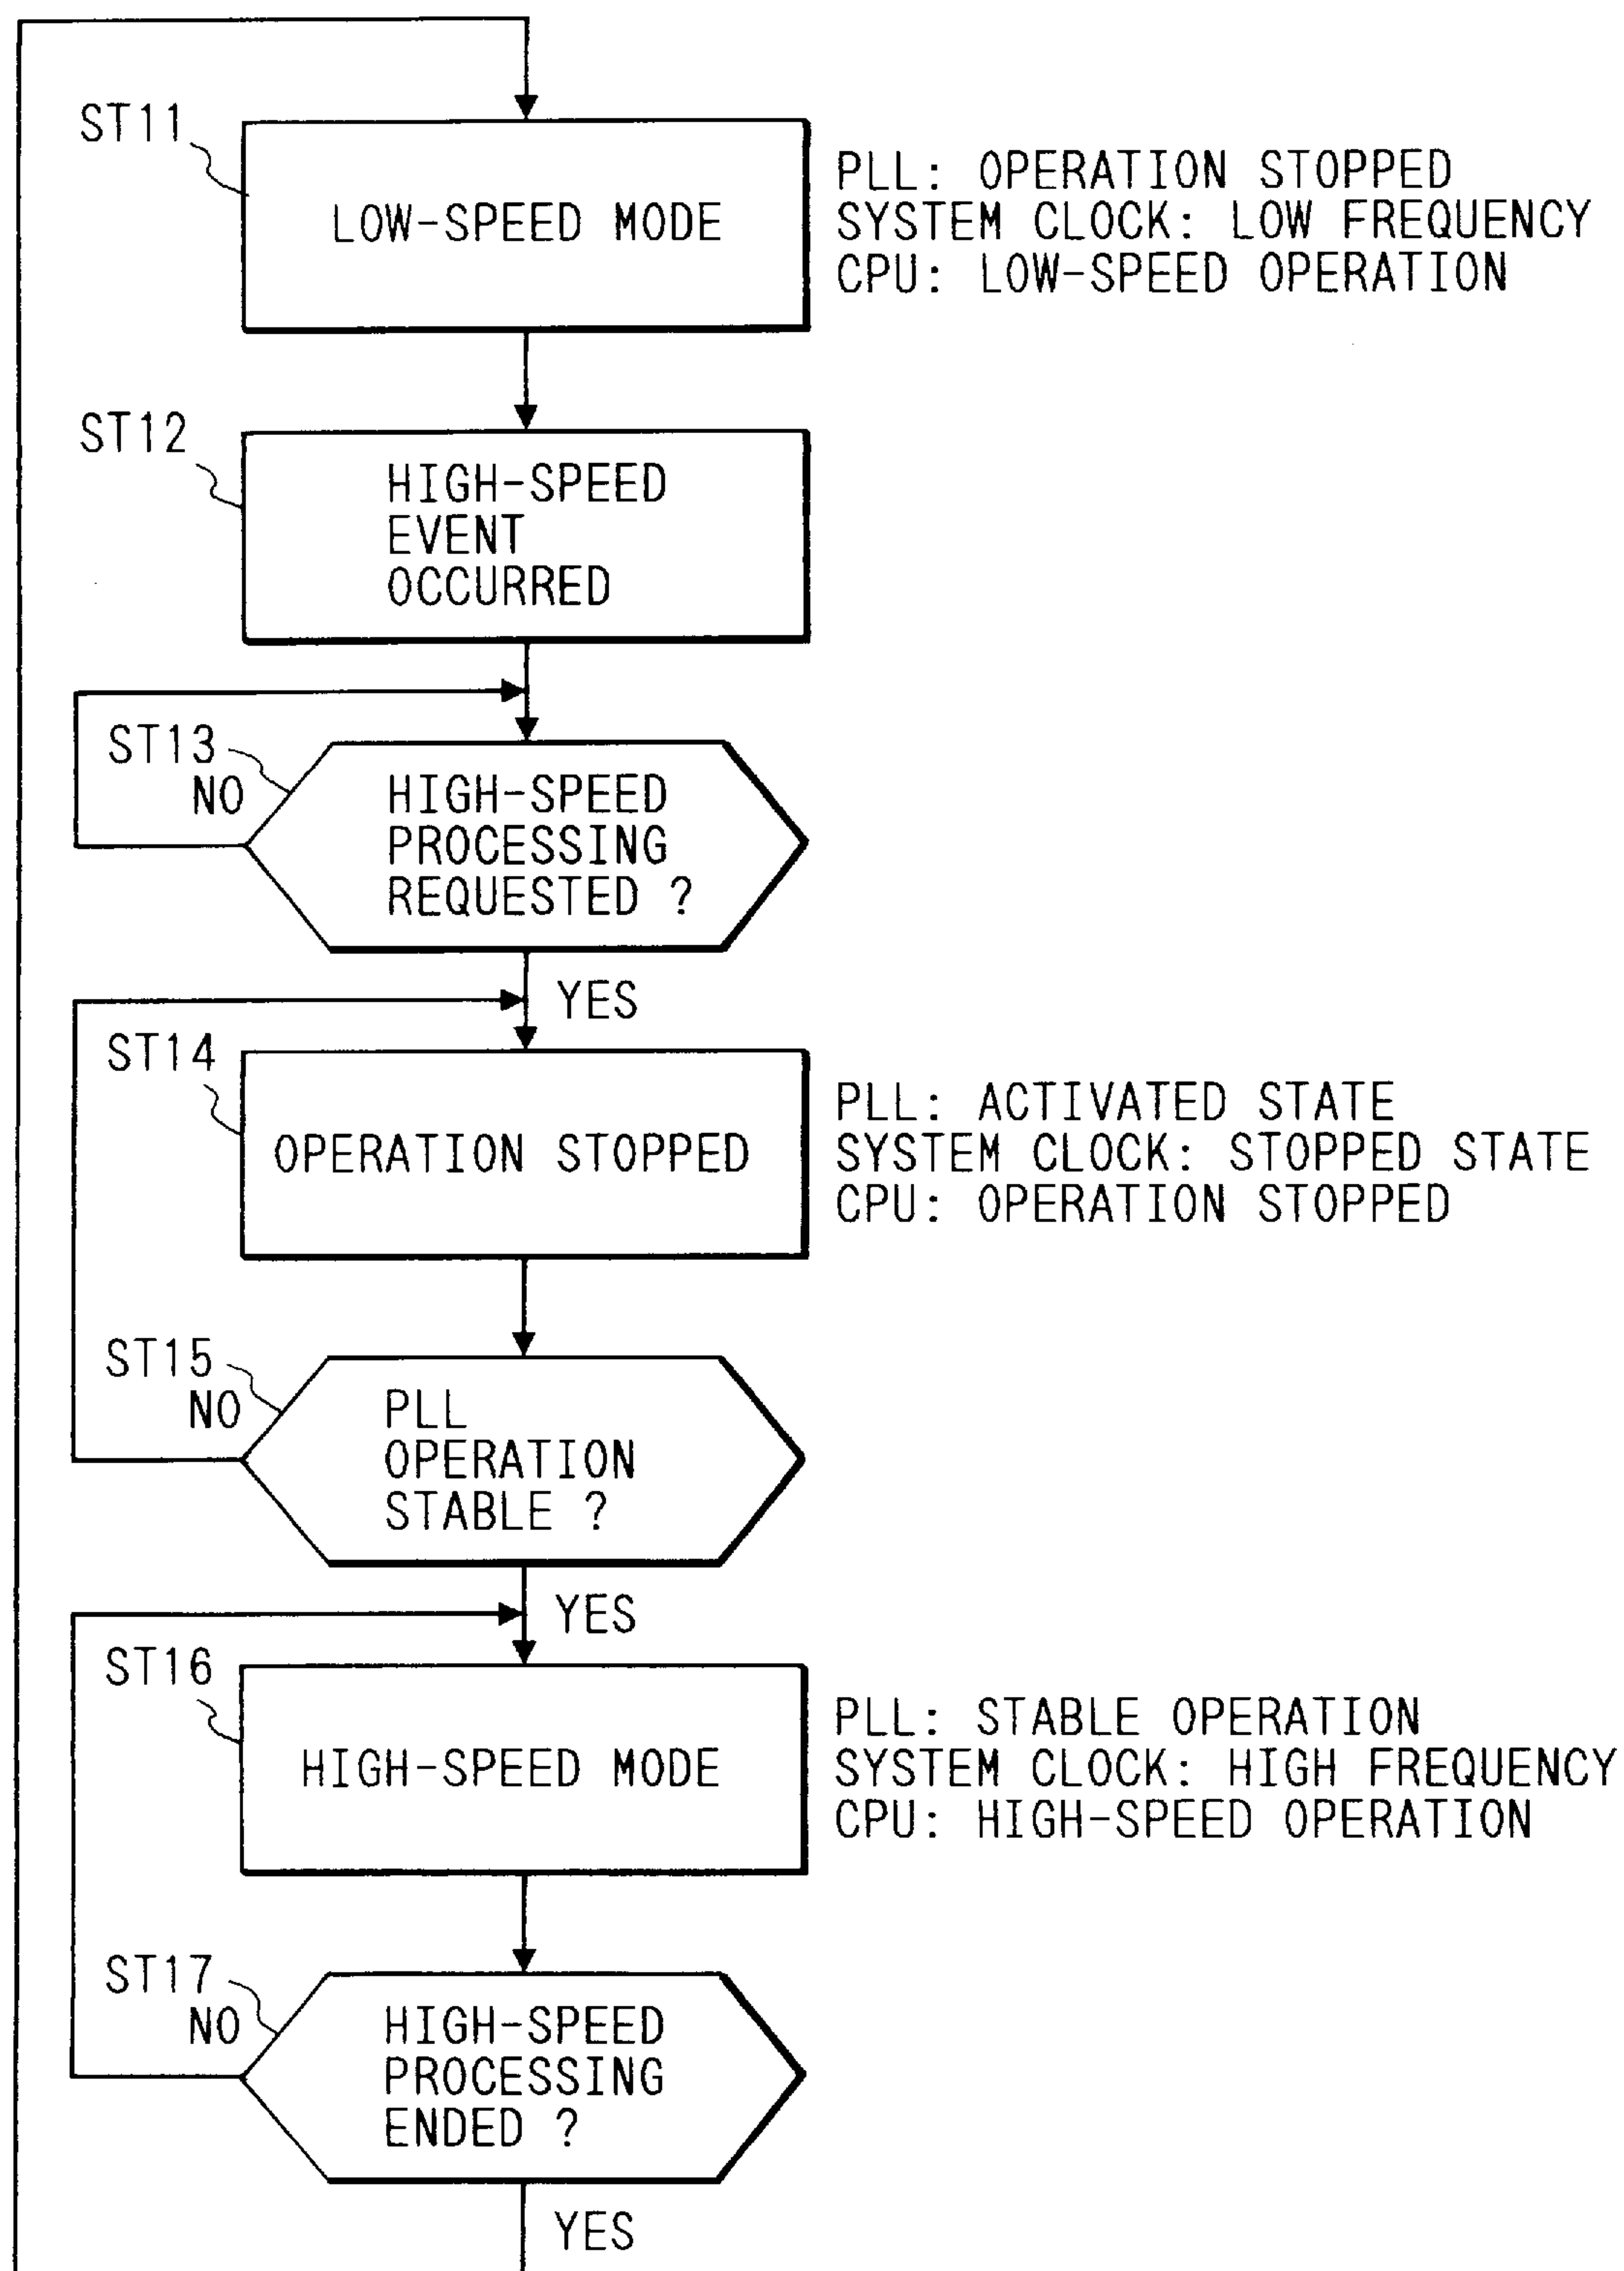 ST11
LOW-SPEED MODE
PLL: OPERATION STOPPED
SYSTEM CLOCK: LOW FREQUENCY
CPU: LOW-SPEED OPERATION
ST12
HIGH-SPEED
EVENT
OCCURRED
ST13
NO
HIGH-SPEED
PROCESSING
REQUESTED ?
YES
ST14
OPERATION STOPPED
PLL: ACTIVATED STATE
SYSTEM CLOCK: STOPPED STATE
CPU: OPERATION STOPPED
ST15
NO
PLL
OPERATION
STABLE ?
YES
ST16
HIGH-SPEED MODE
PLL: STABLE OPERATION
SYSTEM CLOCK: HIGH FREQUENCY
CPU: HIGH-SPEED OPERATION
ST17
NO
HIGH-SPEED
PROCESSING
ENDED ?
YES